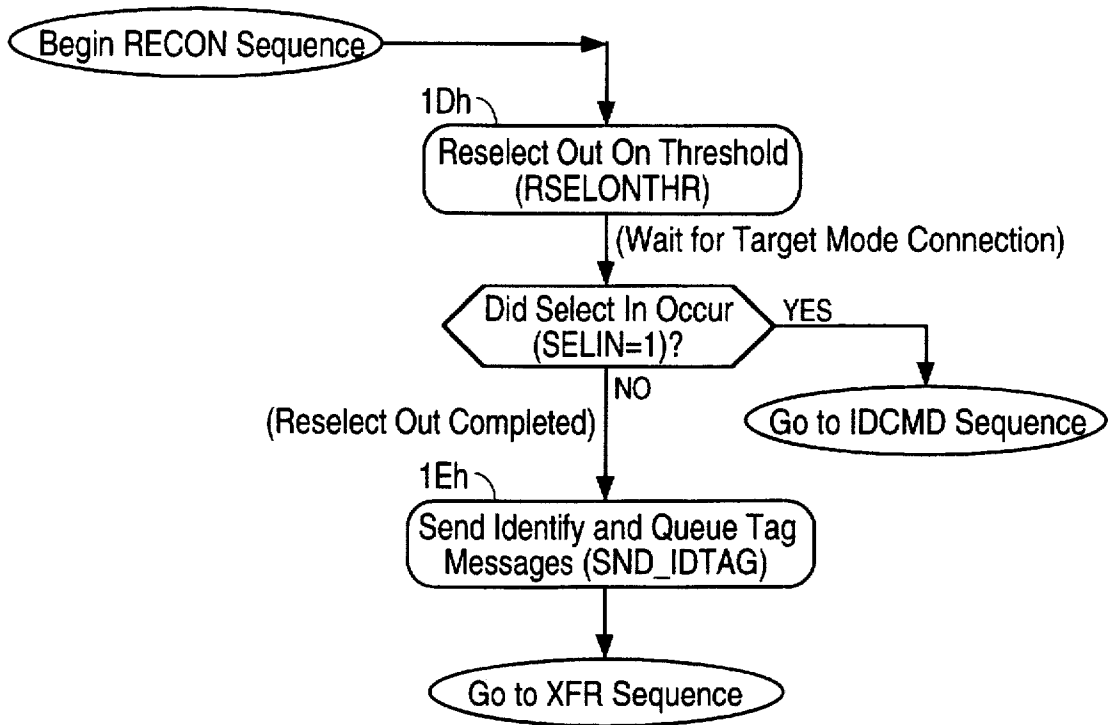 Begin RECON Sequence
1Dh
Reselect Out On Threshold
(RSELONTHR)
(Wait for Target Mode Connection)
Did Select In Occur
(SELIN=1)?
YES
NO
Go to IDCMD Sequence
(Reselect Out Completed)
1Eh
Send Identify and Queue Tag
Messages (SND_IDTAG)
Go to XFR Sequence